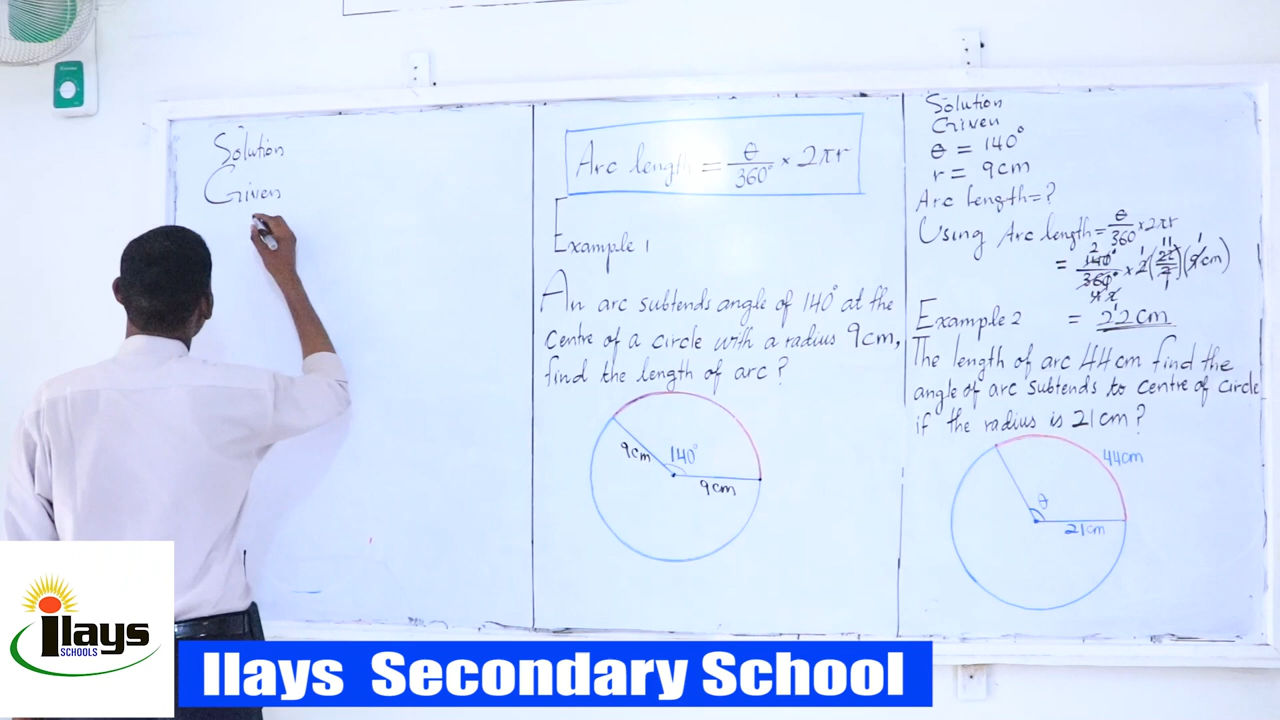 Solution
Given
Arc length = θ/360° × 2πr
Example 1
An arc subtends angle of 140° at the
centre of a circle with a radius 9cm,
find the length of arc?
9cm
140°
9cm
Solution
Given
θ = 140°
r = 9cm
Arc Length=?
Using Arc length = θ/360 × 2πr
= 140°/360° × 2(22/7)(9cm)
= 22cm
Example 2
The length of arc 44cm find the
angle of arc subtends to centre of circle
if the radius is 21cm?
44cm
θ
21cm
ilays
SCHOOLS
Ilays Secondary School